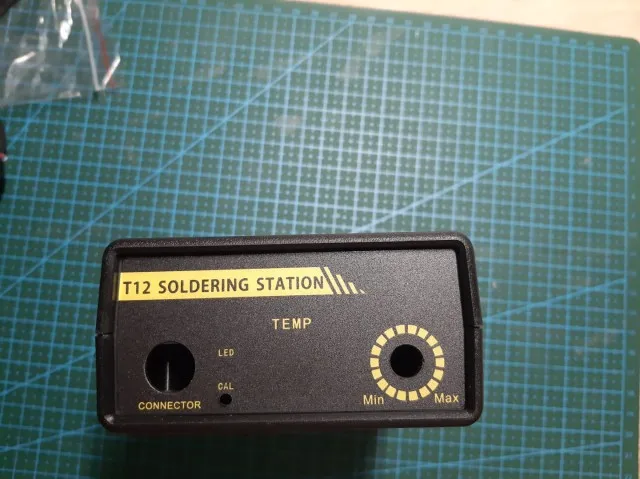 T12 SOLDERING STATION
TEMP
LED
CAL
CONNECTOR
Min Max